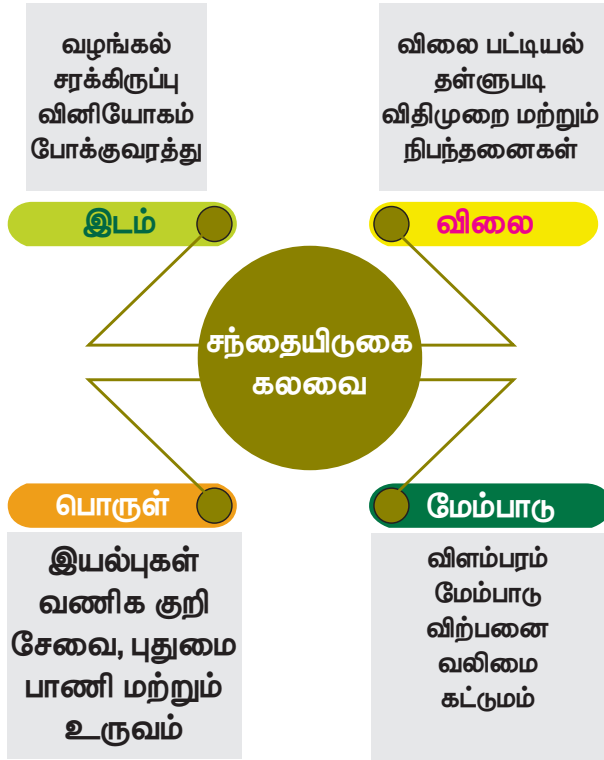 வழங்கல்
சரக்கிருப்பு
வினியோகம்
போக்குவரத்து
இடம்
விலை பட்டியல்
தள்ளுபடி
விதிமுறை மற்றும்
நிபந்தனைகள்
விலை
சந்தையிடுகை
கலவை
பொருள்
இயல்புகள்
வணிக குறி
சேவை, புதுமை
பாணி மற்றும்
உருவம்
மேம்பாடு
விளம்பரம்
மேம்பாடு
விற்பனை
வலிமை
கட்டுமம்